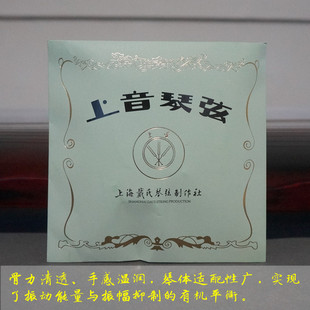 上音琴弦
上海戴氏琴弦制作社
骨力清透、手感温润，琴体适配性广，实现
了振动能量与振幅抑制的有机平衡。